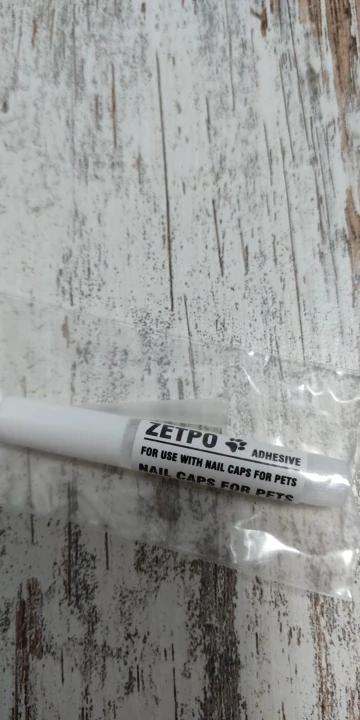 ZETPO ADHESIVE
FOR USE WITH NAIL CAPS FOR PETS
NAIL CAPS FOR PETS